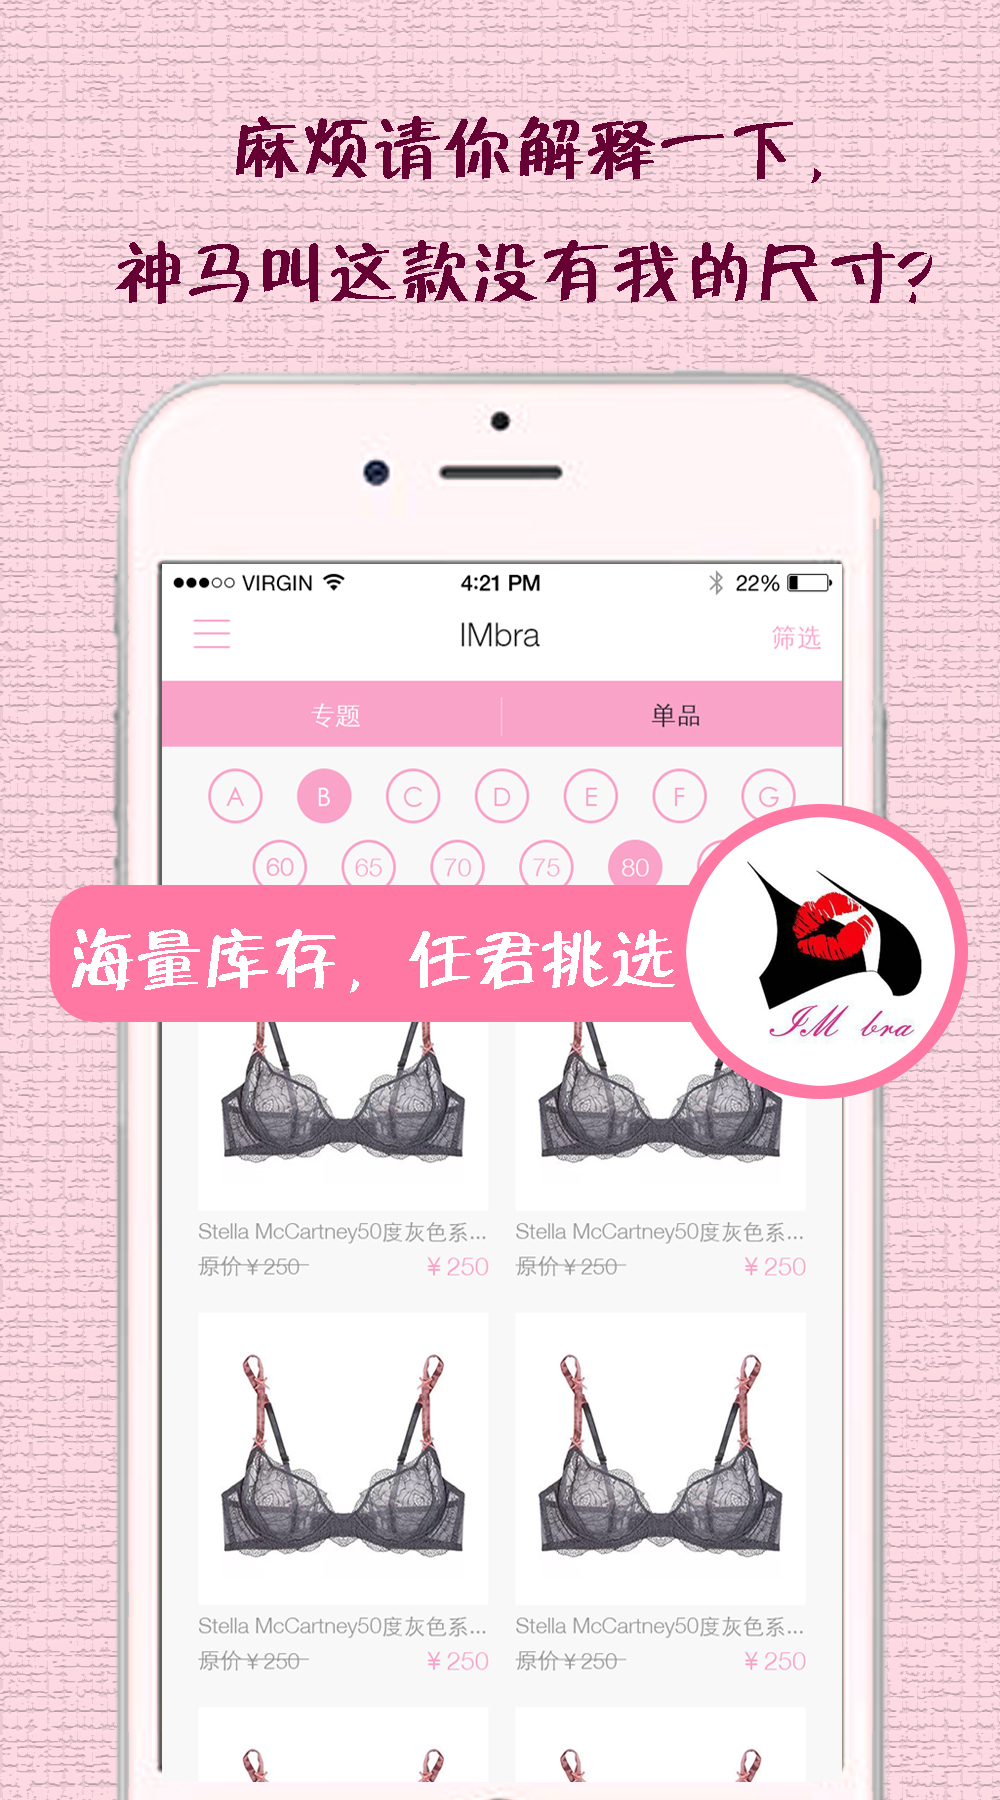 麻烦请你解释一下,
神马叫这款没有我的尺寸?
VIRGIN 4:21 PM 22%
IMbra 筛选
专题 单品
A B C D E F G
60 65 70 75 80
海量库存, 任君挑选
IM bra
Stella McCartney50度灰色系... Stella McCartney50度灰色系...
原价¥250 ¥250 原价¥250 ¥250
Stella McCartney50度灰色系... Stella McCartney50度灰色系...
原价¥250 ¥250 原价¥250 ¥250